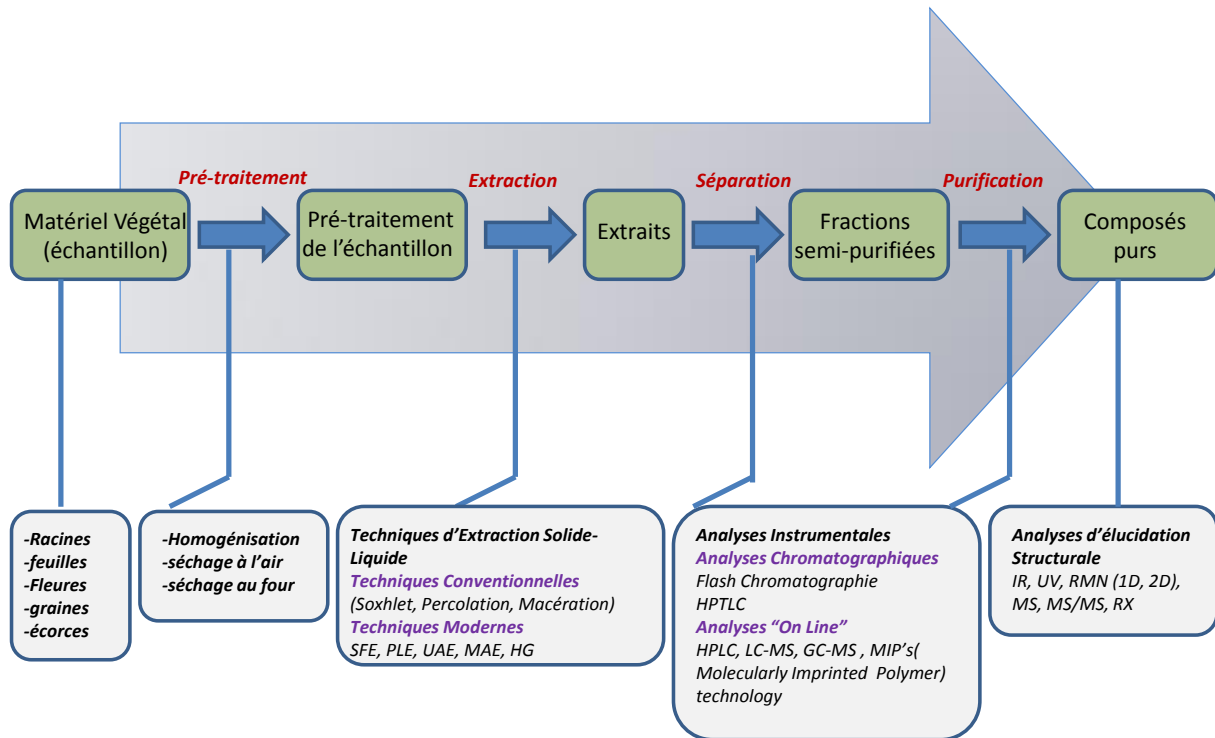 Pré-traitement
Extraction
Séparation
Purification
Matériel Végétal
(échantillon)
Pré-traitement
de l'échantillon
Extraits
Fractions
semi-purifiées
Composés
purs
-Racines
-feuilles
-Fleures
-graines
-écorces
-Homogénisation
-séchage à l'air
-séchage au four
Techniques d'Extraction Solide-
Liquide
Techniques Conventionnelles
(Soxhlet, Percolation, Macération)
Techniques Modernes
SFE, PLE, UAE, MAE, HG
Analyses Instrumentales
Analyses Chromatographiques
Flash Chromatographie
HPTLC
Analyses “On Line”
HPLC, LC-MS, GC-MS , MIP's(
Molecularly Imprinted Polymer)
technology
Analyses d'élucidation
Structurale
IR, UV, RMN (1D, 2D),
MS, MS/MS, RX